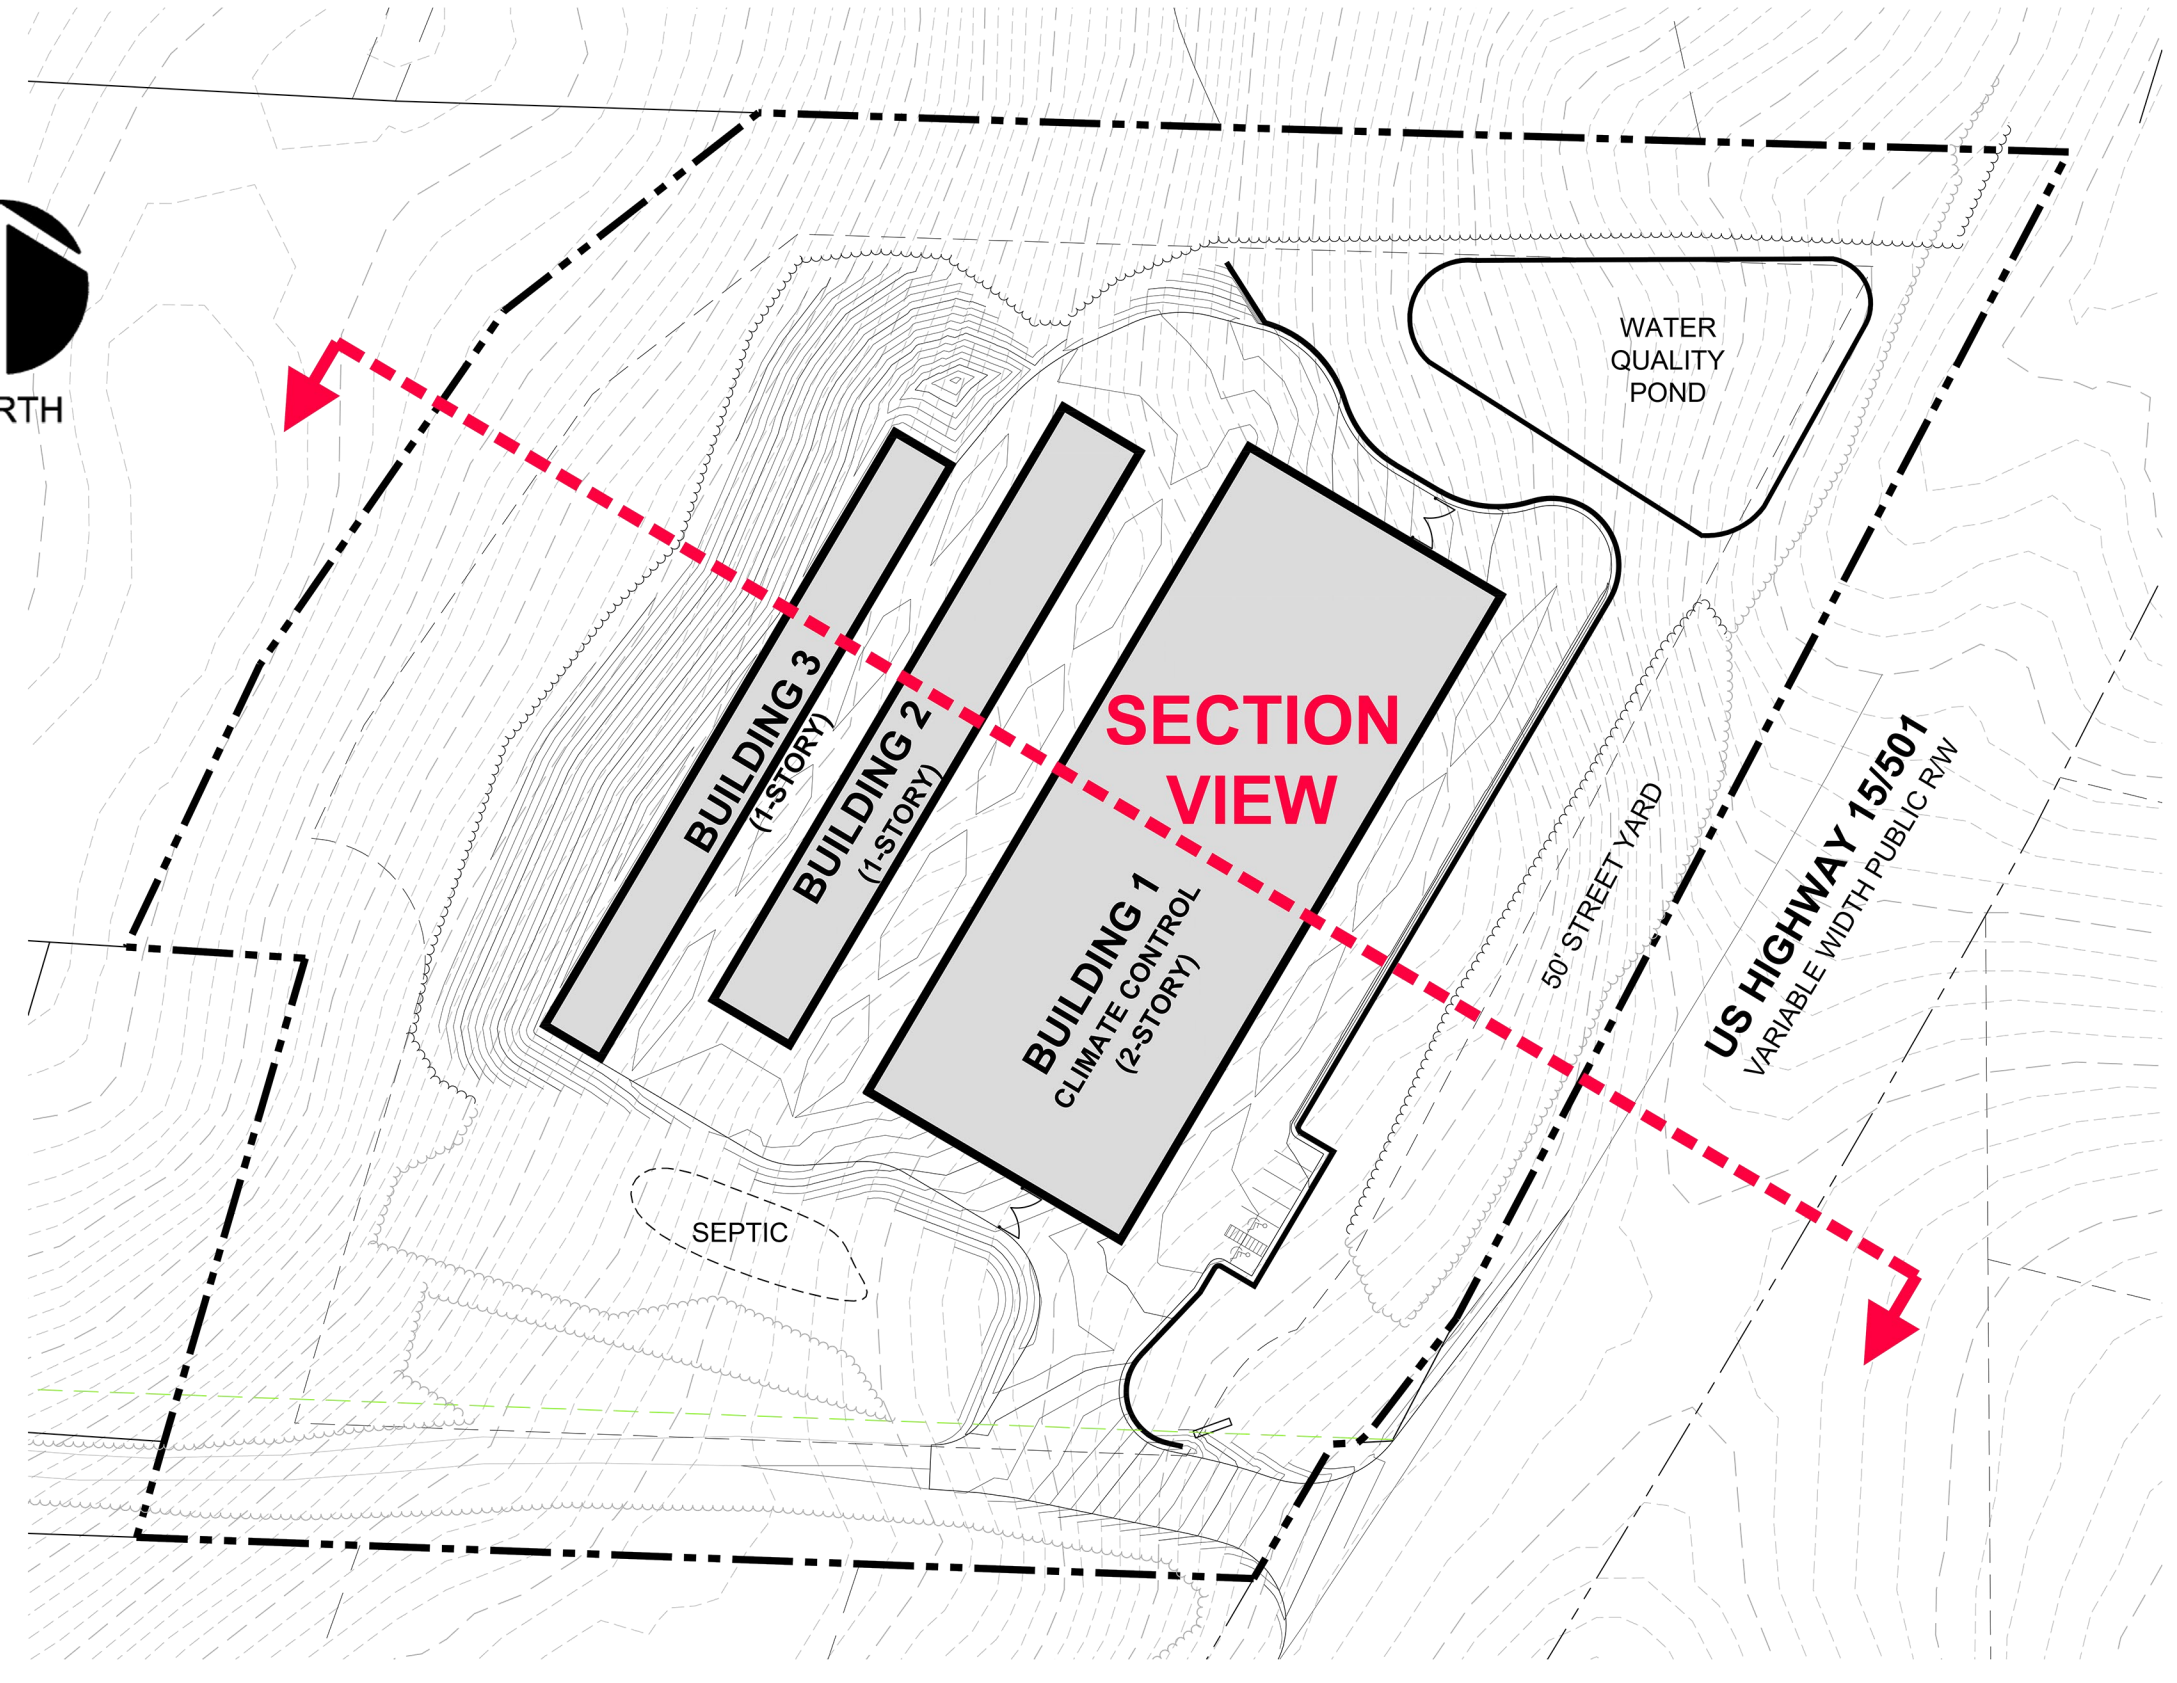 RTH
WATER
QUALITY
POND
SECTION
VIEW
BUILDING 3
(1-STORY)
BUILDING 2
(1-STORY)
BUILDING 1
CLIMATE CONTROL
(2-STORY)
50' STREET YARD
US HIGHWAY 15/501
VARIABLE WIDTH PUBLIC R/W
SEPTIC